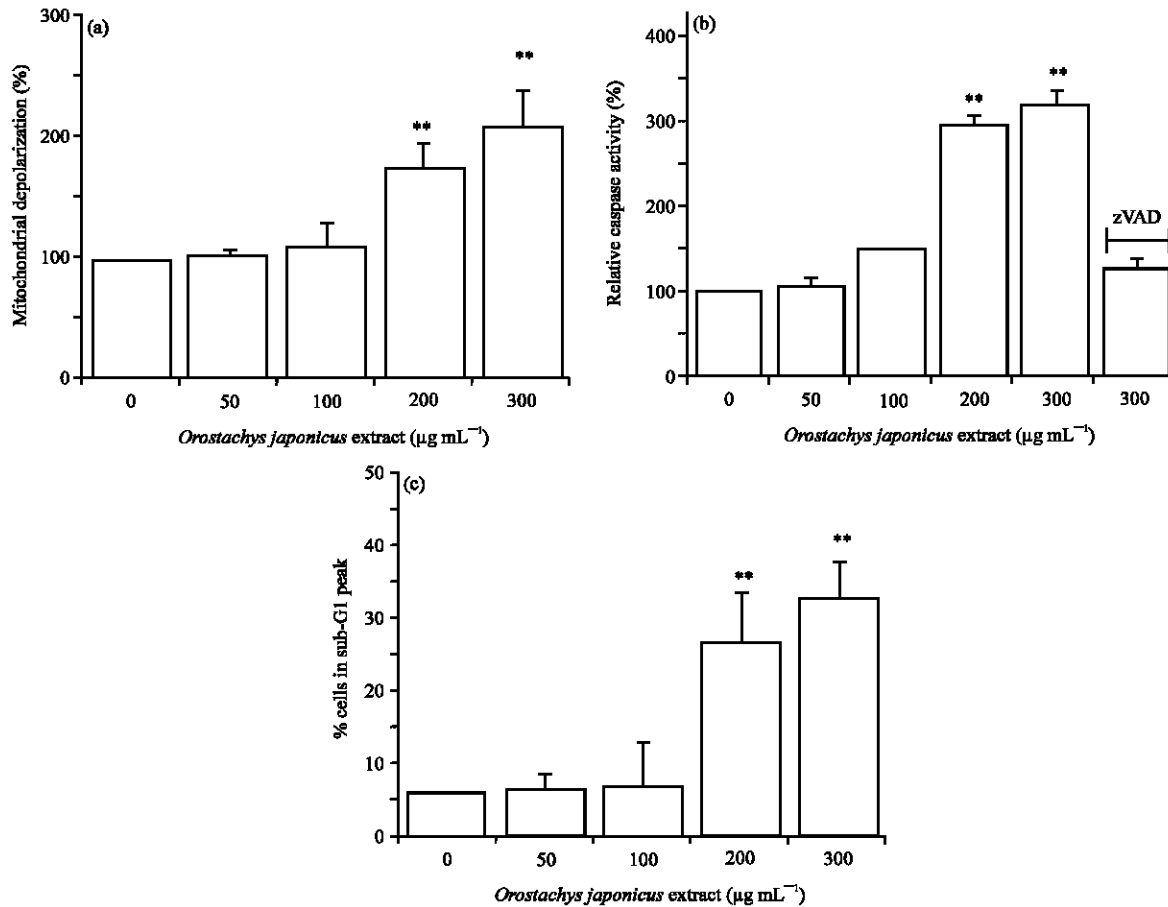 (a)
Mitochondrial depolarization (%)
300
200
100
0
**
**
0 50 100 200 300
Orostachys japonicus extract (µg mL⁻¹)
(b)
Relative caspase activity (%)
400
300
200
100
0
**
**
zVAD
0 50 100 200 300 300
Orostachys japonicus extract (µg mL⁻¹)
(c)
% cells in sub-G1 peak
50
40
30
20
10
0
**
**
0 50 100 200 300
Orostachys japonicus extract (µg mL⁻¹)